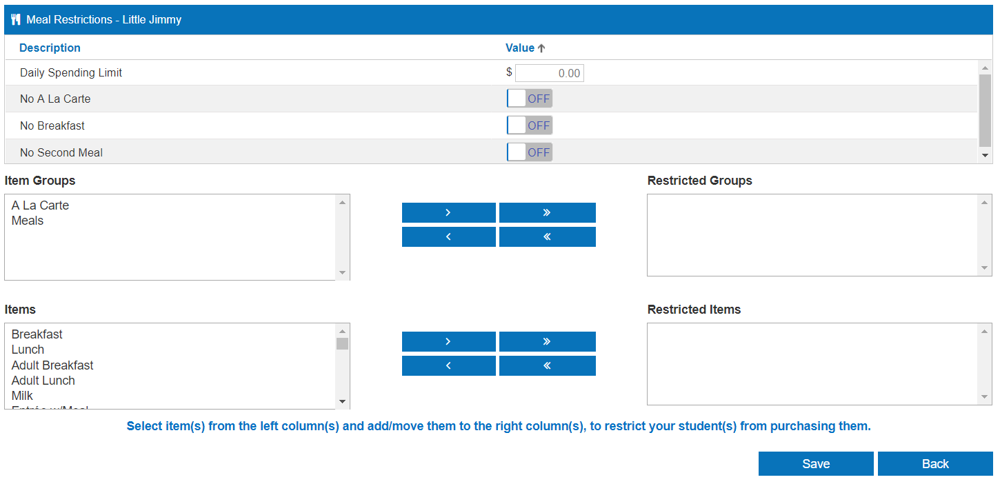 Meal Restrictions - Little Jimmy
Description Value
Daily Spending Limit $ 0.00
No A La Carte OFF
No Breakfast OFF
No Second Meal OFF
Item Groups Restricted Groups
A La Carte
Meals
Items Restricted Items
Breakfast
Lunch
Adult Breakfast
Adult Lunch
Milk
Entrée w/Meal
Select item(s) from the left column(s) and add/move them to the right column(s), to restrict your student(s) from purchasing them.
Save Back